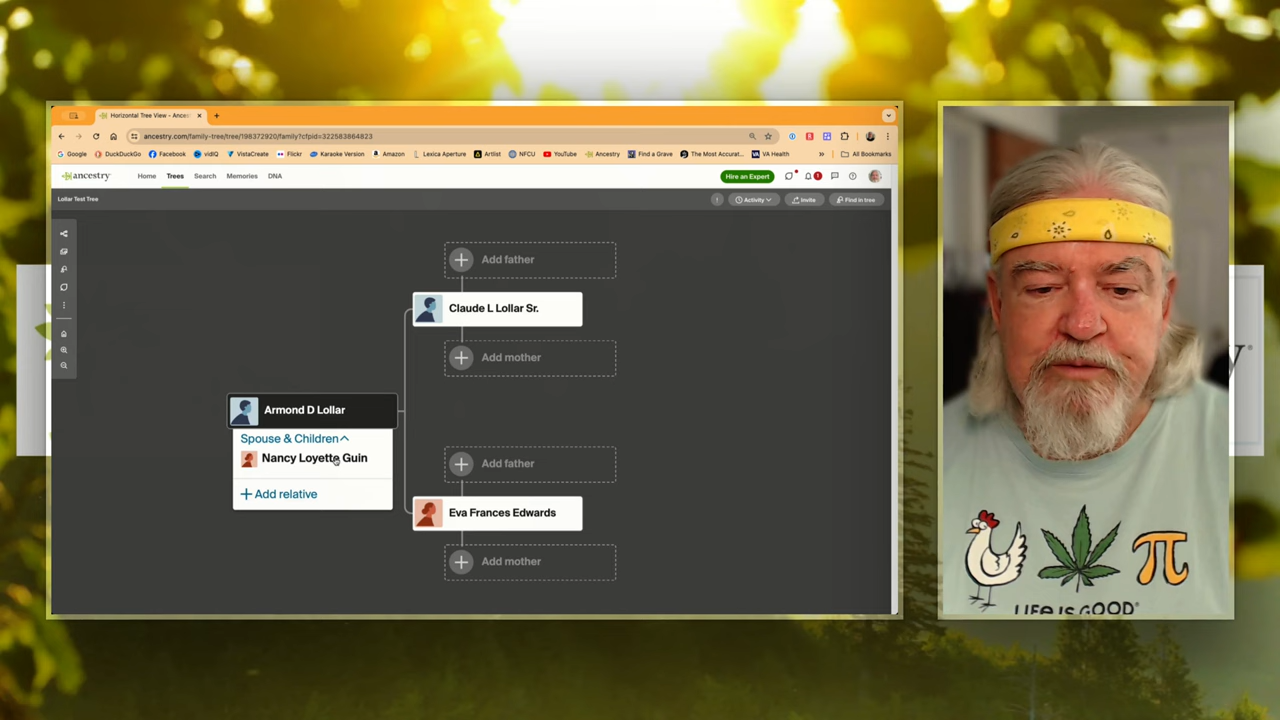 Horizontal Tree View - Ances
ancestry.com/family-tree/tree/198372920/family?cfpid=322583864823
Google DuckDuckGo Facebook vidIQ VistaCreate Flickr Karaoke Version Amazon Lexica Aperture Artlist NFCU YouTube Ancestry Find a Grave The Most Accurat... VA Health » All Bookmarks
ancestry Home Trees Search Memories DNA Hire an Expert 1
Lollar Test Tree Activity Invite Find in tree
Add father
Claude L Lollar Sr.
Add mother
Armond D Lollar
Spouse & Children
Nancy Loyette Guin
Add father
Add relative
Eva Frances Edwards
Add mother
y®
π
LIFE IS GOOD®